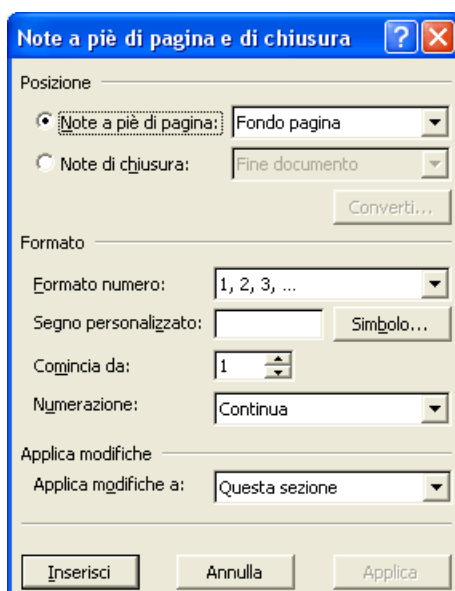 Note a piè di pagina e di chiusura
Posizione
Note a piè di pagina: Fondo pagina
Note di chiusura: Fine documento
Converti...
Formato
Formato numero: 1, 2, 3, ...
Segno personalizzato: Simbolo...
Comincia da: 1
Numerazione: Continua
Applica modifiche
Applica modifiche a: Questa sezione
Inserisci Annulla Applica